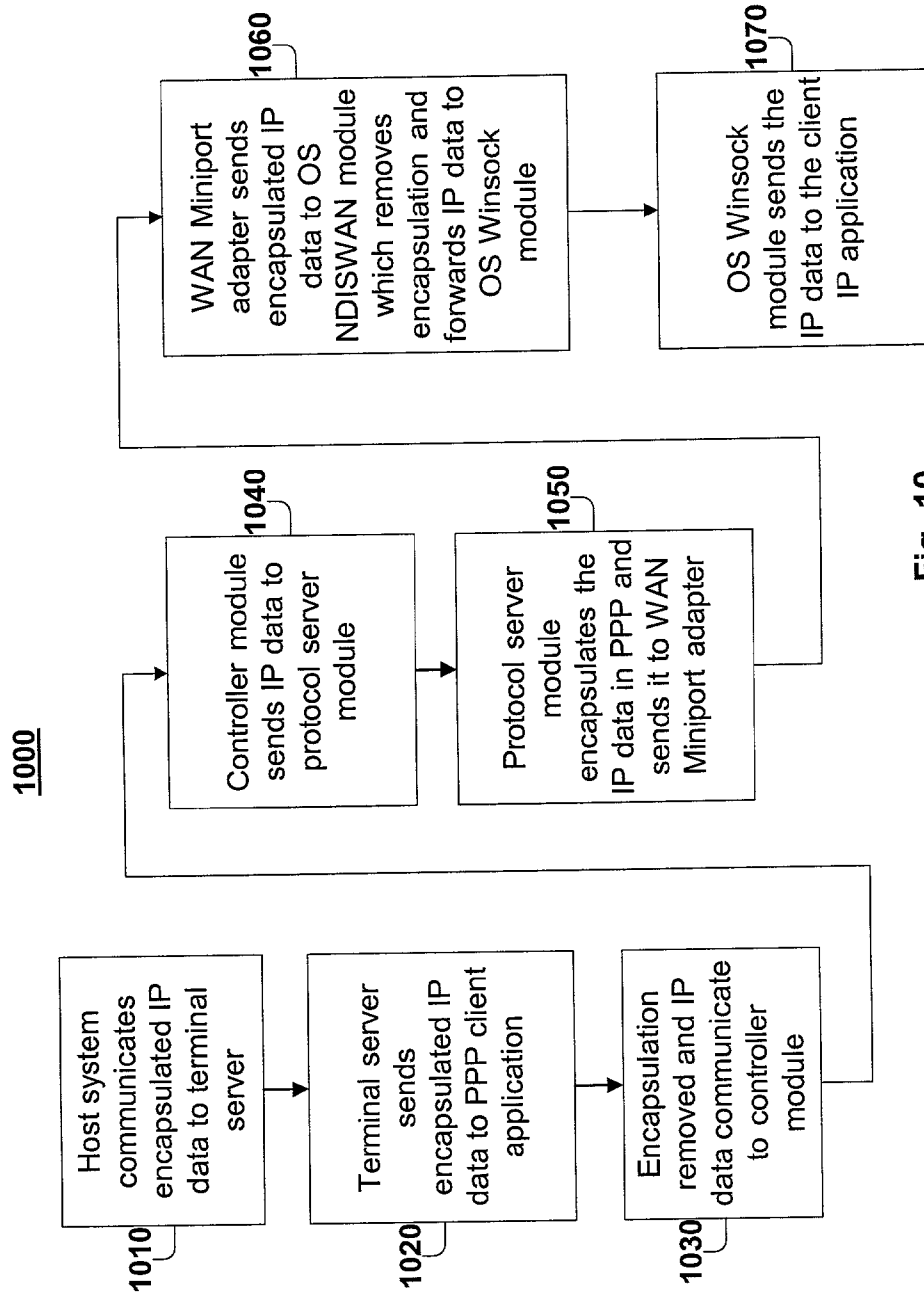 1000
Host system
communicates
encapsulated IP
data to terminal
server
1010
Terminal server
sends
encapsulated IP
data to PPP client
application
1020
Encapsulation
removed and IP
data communicate
to controller
module
1030
Controller module
sends IP data to
protocol server
module
1040
Protocol server
module
encapsulates the
IP data in PPP and
sends it to WAN
Miniport adapter
1050
WAN Miniport
adapter sends
encapsulated IP
data to OS
NDISWAN module
which removes
encapsulation and
forwards IP data to
OS Winsock
module
1060
OS Winsock
module sends the
IP data to the client
IP application
1070